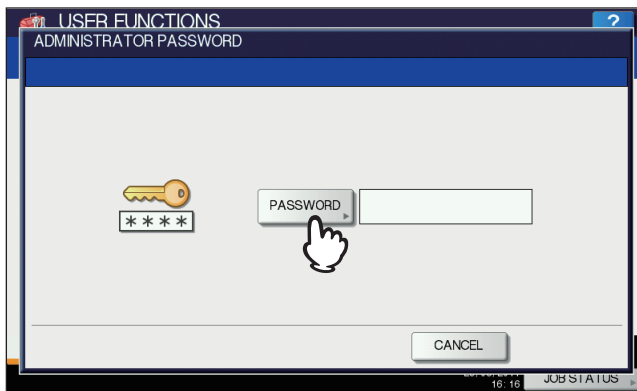 USER FUNCTIONS
?
ADMINISTRATOR PASSWORD
PASSWORD
****
CANCEL
16:16
JOB STATUS